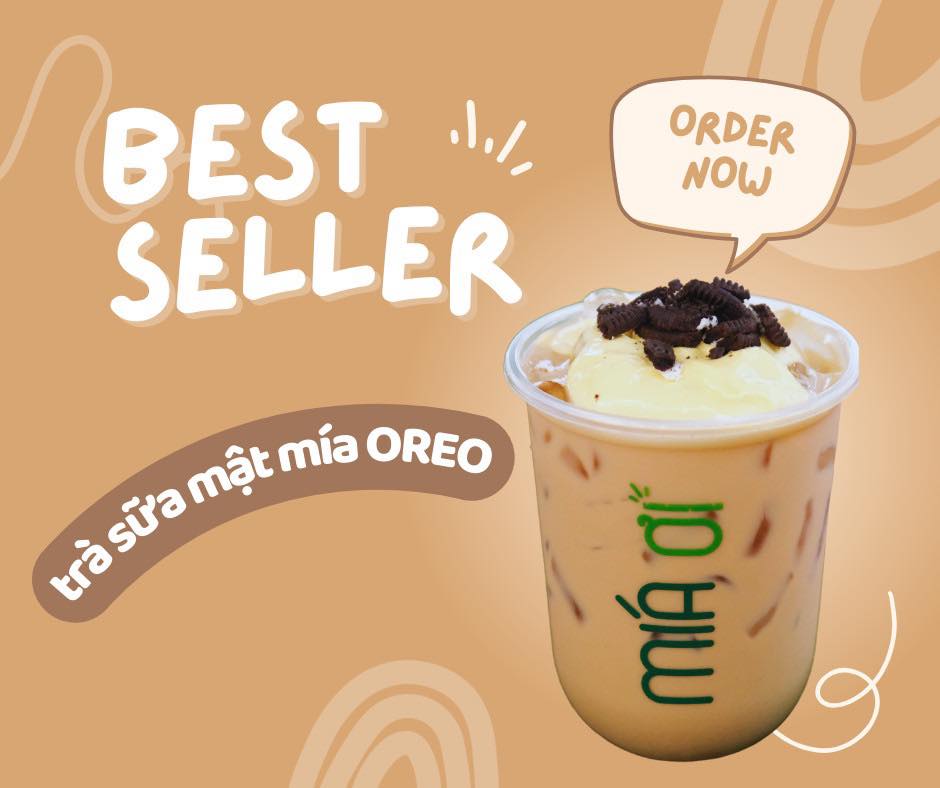 BEST
SELLER
ORDER
NOW
trà sữa mật mía OREO
MÍA ƠI